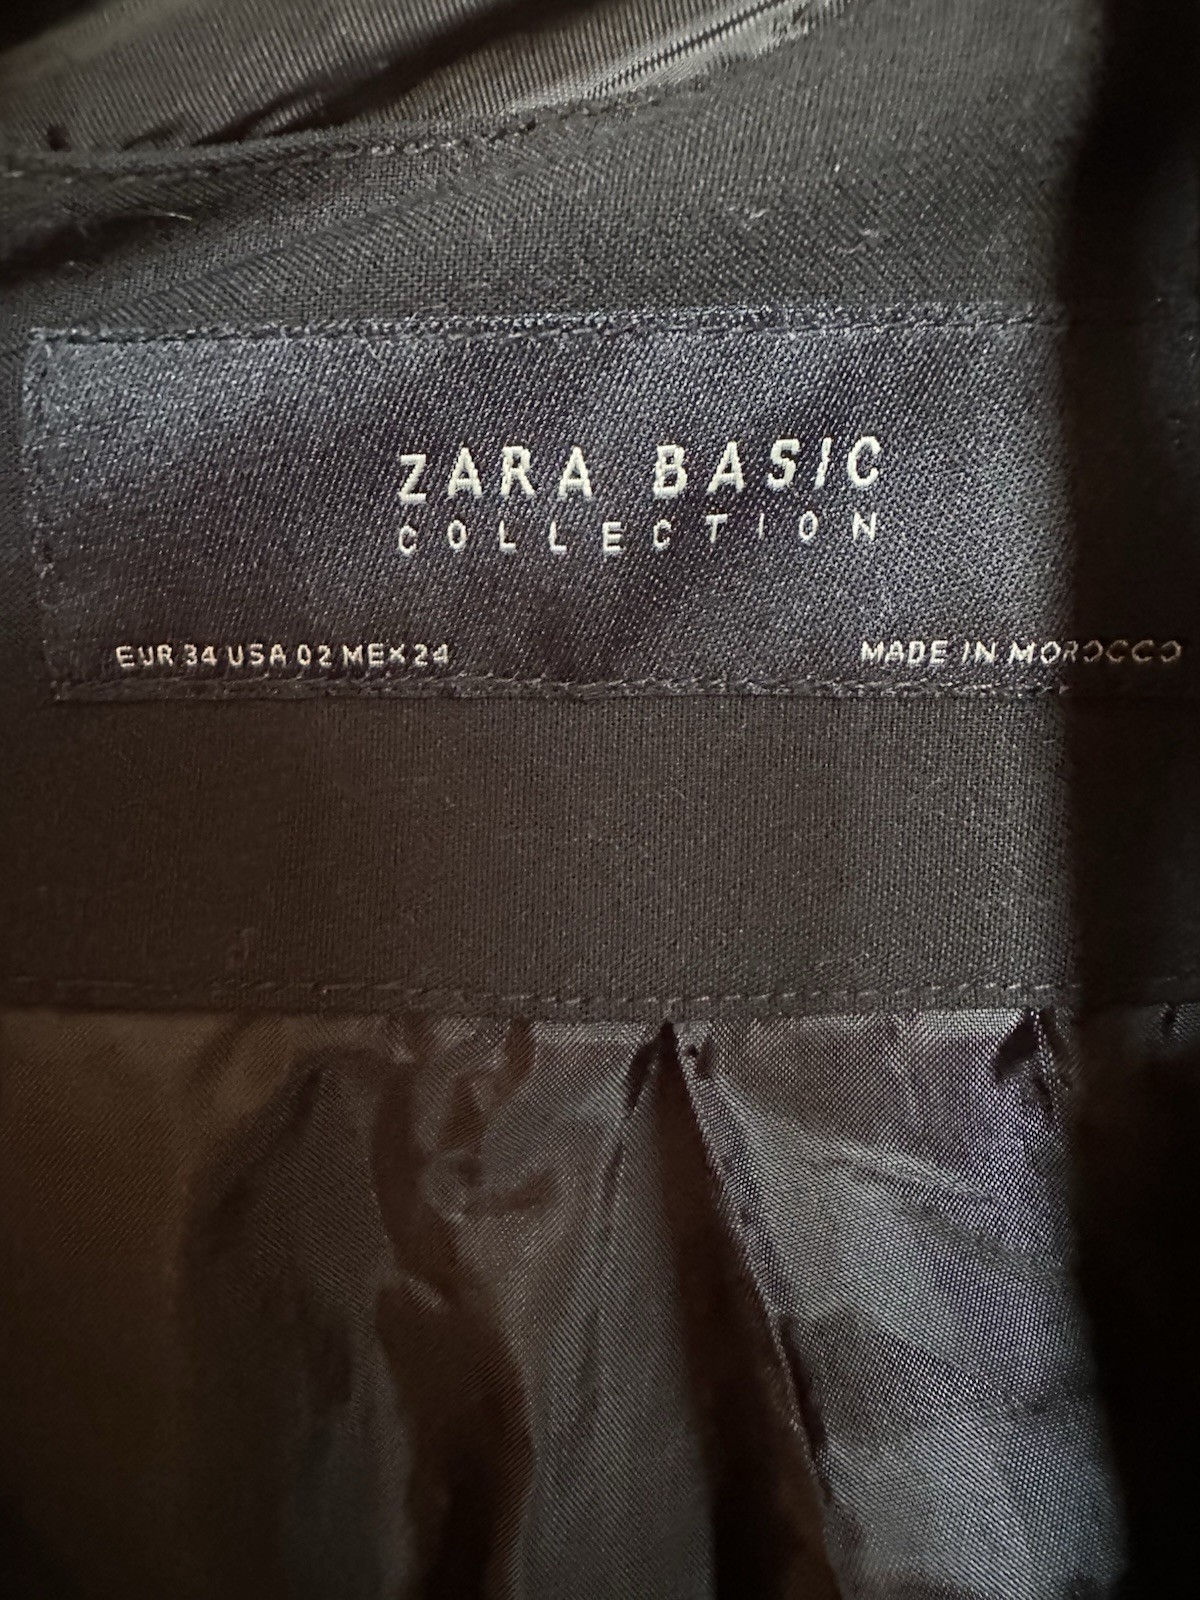 ZARA BASIC
COLLECTION
EUR 34 USA 02 MEX 24 MADE IN MOROCCO